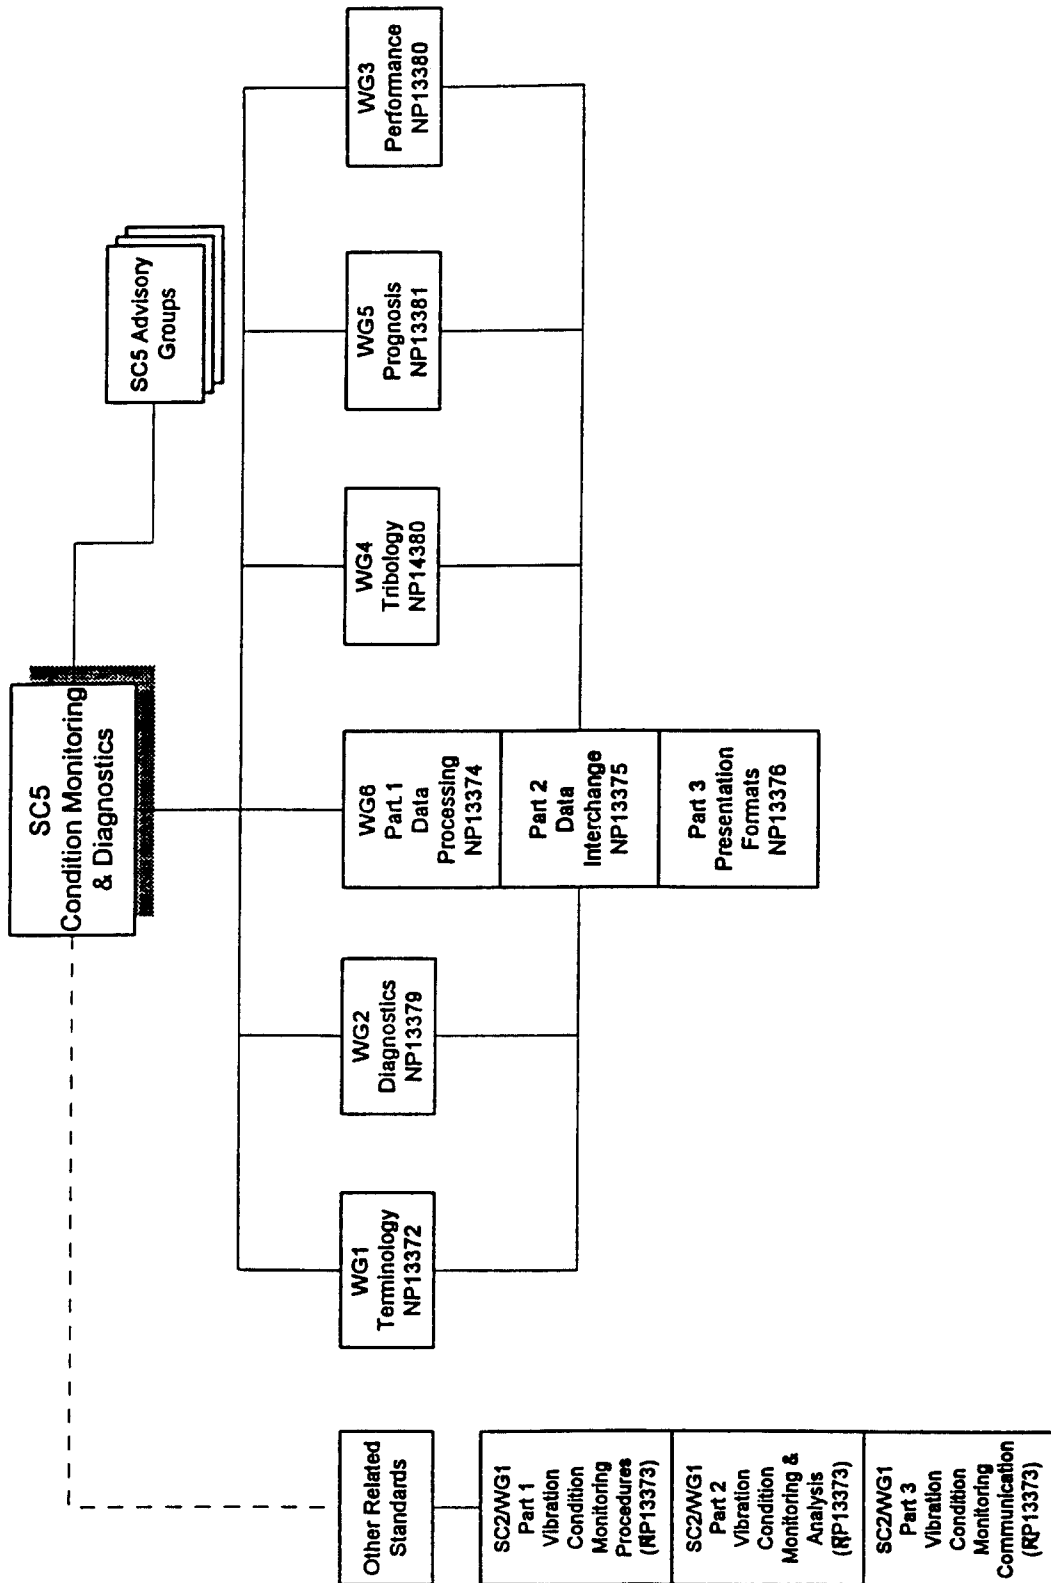 SC5
Condition Monitoring
& Diagnostics
SC5 Advisory
Groups
Other Related
Standards
SC2/WG1
Part 1
Vibration
Condition
Monitoring
Procedures
(RP13373)
SC2/WG1
Part 2
Vibration
Condition
Monitoring &
Analysis
(RP13373)
SC2/WG1
Part 3
Vibration
Condition
Monitoring
Communication
(RP13373)
WG1
Terminology
NP13372
WG2
Diagnostics
NP13379
WG6
Part 1
Data
Processing
NP13374
Part 2
Data
Interchange
NP13375
Part 3
Presentation
Formats
NP13376
WG4
Tribology
NP14380
WG5
Prognosis
NP13381
WG3
Performance
NP13380